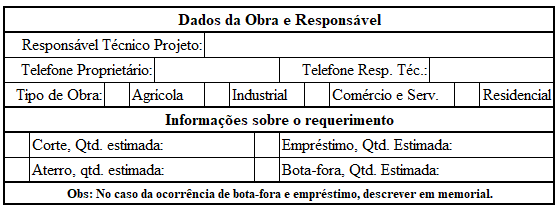 Dados da Obra e Responsável
Responsável Técnico Projeto:
Telefone Proprietário: Telefone Resp. Téc.:
Tipo de Obra: Agrícola Industrial Comércio e Serv. Residencial
Informações sobre o requerimento
Corte, Qtd. estimada: Empréstimo, Qtd. Estimada:
Aterro, qtd. estimada: Bota-fora, Qtd. Estimada:
Obs: No caso da ocorrência de bota-fora e empréstimo, descrever em memorial.